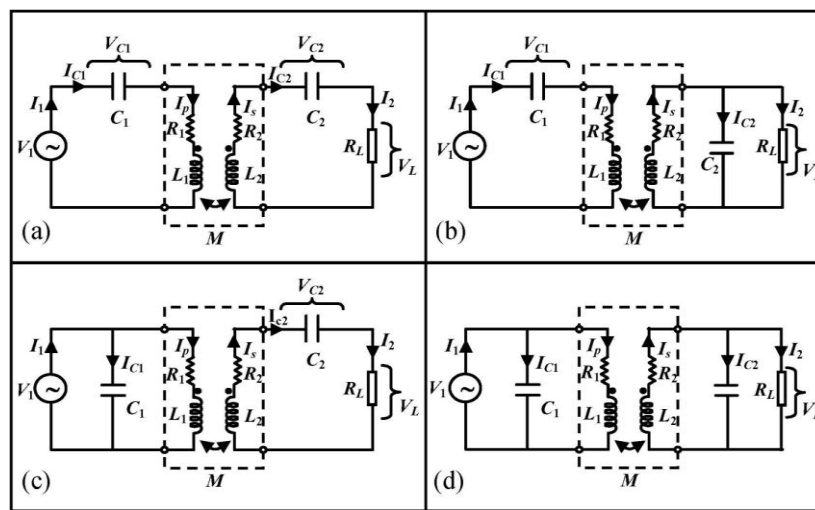 V_C1 V_C2
I_C1 I_C2
I_1 C_1 I_p I_s C_2 I_2
R_1 R_2
V_1 R_L V_L
L_1 L_2
(a) M
V_C1
I_C1
I_1 C_1 I_p I_s I_2
R_1 R_2 I_C2
V_1 C_2 R_L V_L
L_1 L_2
(b) M
V_C2
I_c2
I_1 I_p I_s C_2 I_2
I_C1 R_1 R_2
V_1 C_1 R_L V_L
L_1 L_2
(c) M
I_1 I_p I_s I_2
I_C1 R_1 R_2 I_C2
V_1 C_1 R_L V_L
L_1 L_2
(d) M